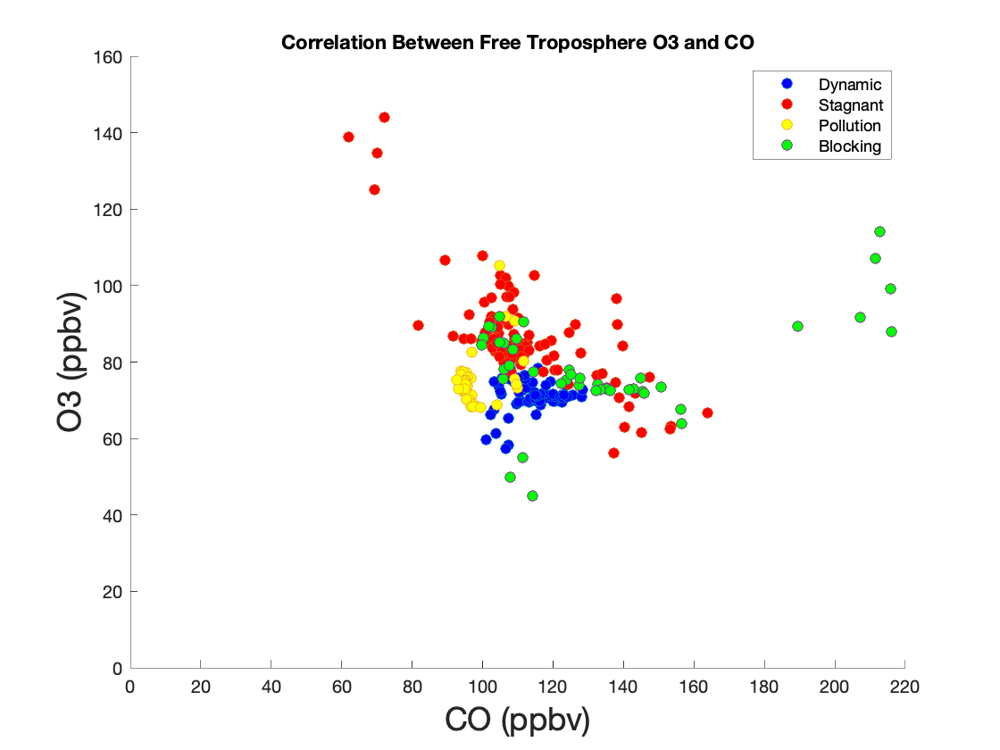 Correlation Between Free Troposphere O3 and CO
Dynamic
Stagnant
Pollution
Blocking
160
140
120
100
80
60
40
20
0
O3 (ppbv)
0 20 40 60 80 100 120 140 160 180 200 220
CO (ppbv)